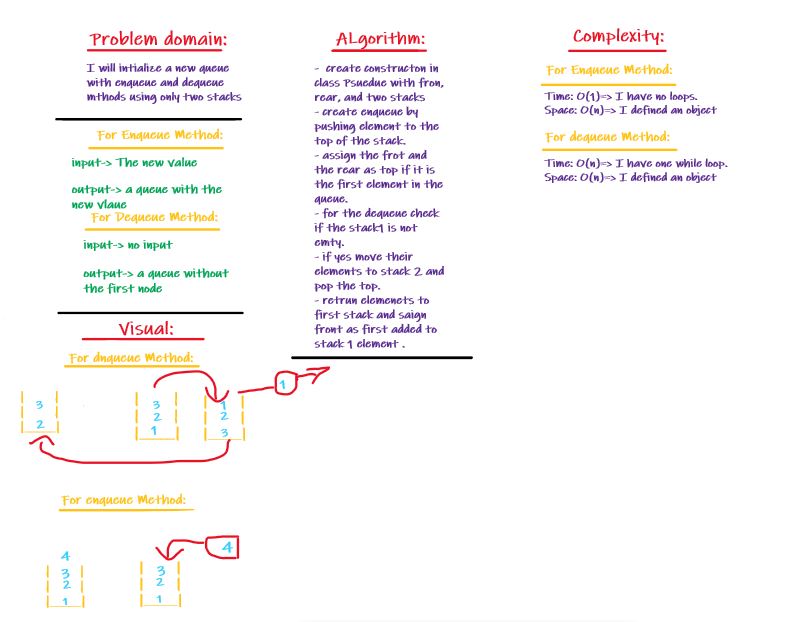 Problem domain:
I will intialize a new queue
with enqueue and dequeue
mthods using only two stacks
For Enqueue Method:
input-> The new value
output-> a queue with the
new vlaue
For Dequeue Method:
input-> no input
output-> a queue without
the first node
Visual:
For dnqueue Method:
3
2
3
2
1
1
2
3
1
For enqueue Method:
4
3
2
1
3
2
1
4
ALgorithm:
- create constructon in
class Psuedue with fron,
rear, and two stacks
- create enqueue by
pushing element to the
top of the stack.
- assign the frot and
the rear as top if it is
the first element in the
queue.
- for the dequeue check
if the stack1 is not
emty.
- if yes move their
elements to stack 2 and
pop the top.
- retrun elemenets to
first stack and saign
front as first added to
stack 1 element .
Complexity:
For Enqueue Method:
Time: O(1)=> I have no loops.
Space: O(n)=> I defined an object
For dequeue Method:
Time: O(n)=> I have one while loop.
Space: O(n)=> I defined an object